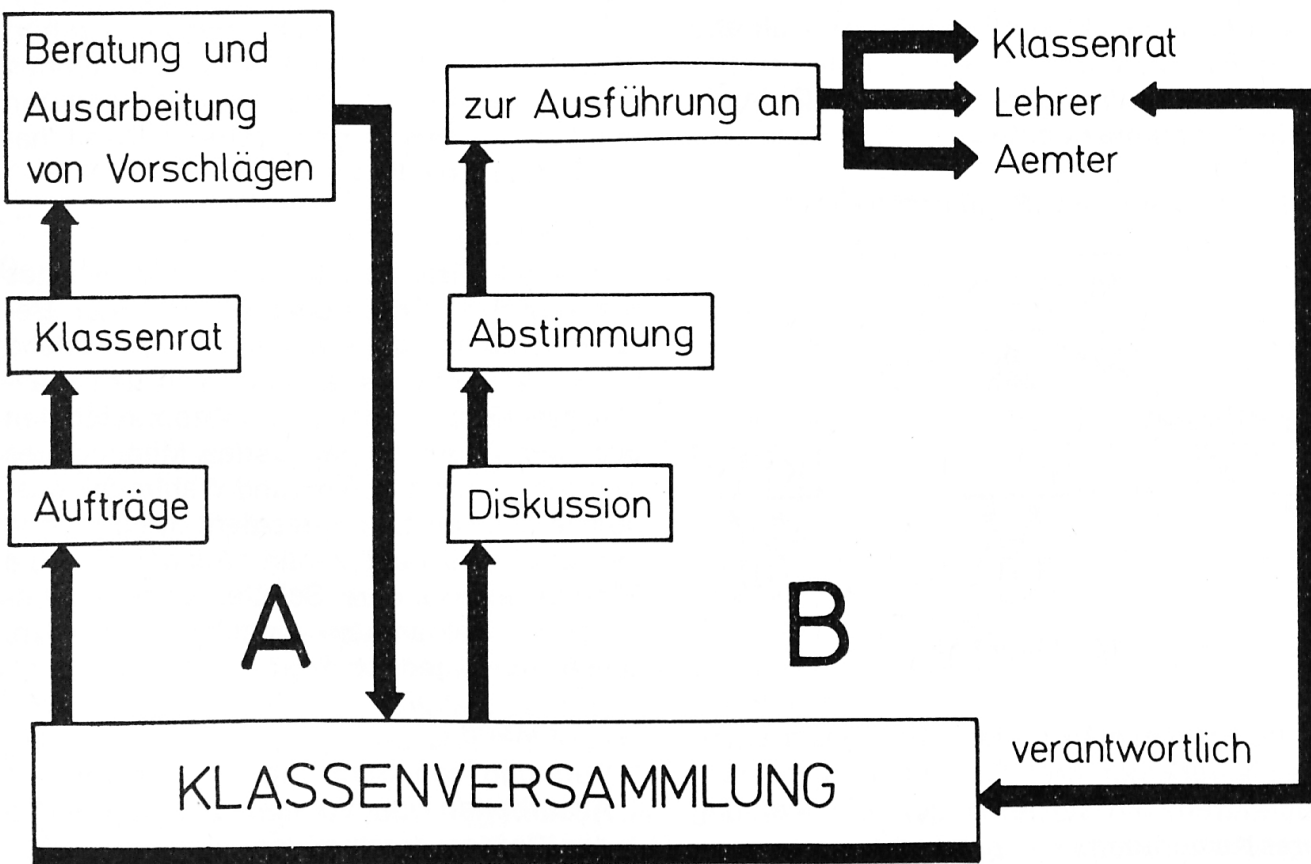 Beratung und
Ausarbeitung
von Vorschlägen
Klassenrat
Aufträge
A
zur Ausführung an
Klassenrat
Lehrer
Aemter
Abstimmung
Diskussion
B
verantwortlich
KLASSENVERSAMMLUNG